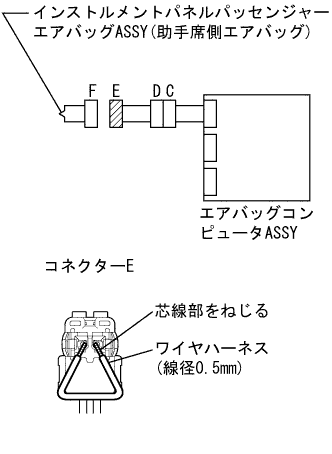 インストルメントパネルパッセンジャー
エアバッグASSY(助手席側エアバッグ)
F E D C
エアバッグコン
ピュータASSY
コネクターE
芯線部をねじる
ワイヤハーネス
(線径0.5mm)